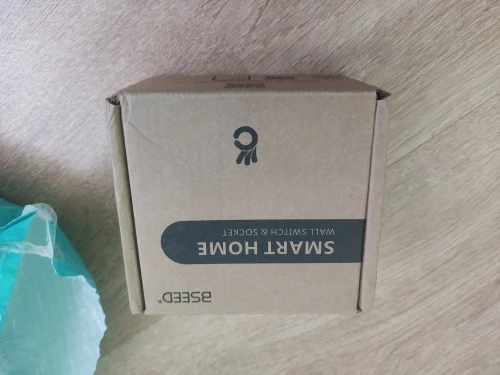 BSEED®
SMART HOME
WALL SWITCH & SOCKET